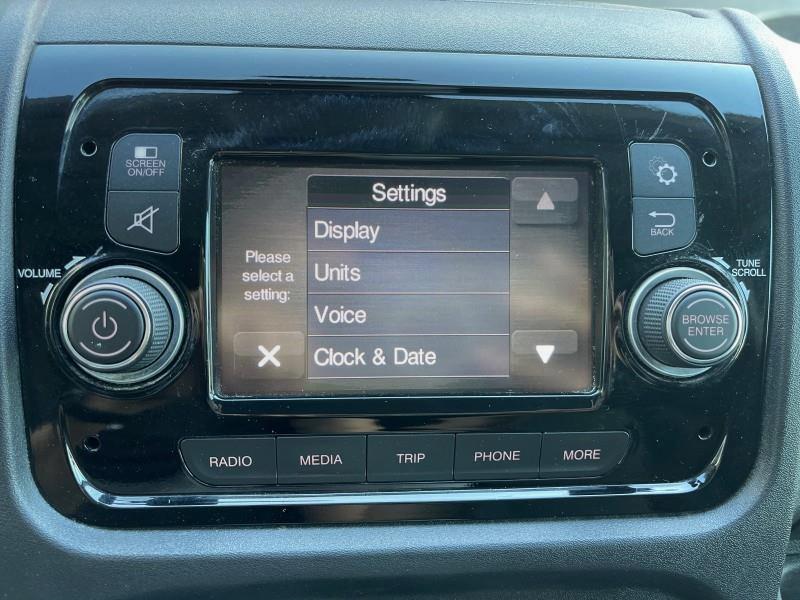 SCREEN
ON/OFF
VOLUME
Settings
Display
Units
Voice
Clock & Date
Please
select a
setting:
BACK
TUNE
SCROLL
BROWSE
ENTER
RADIO
MEDIA
TRIP
PHONE
MORE